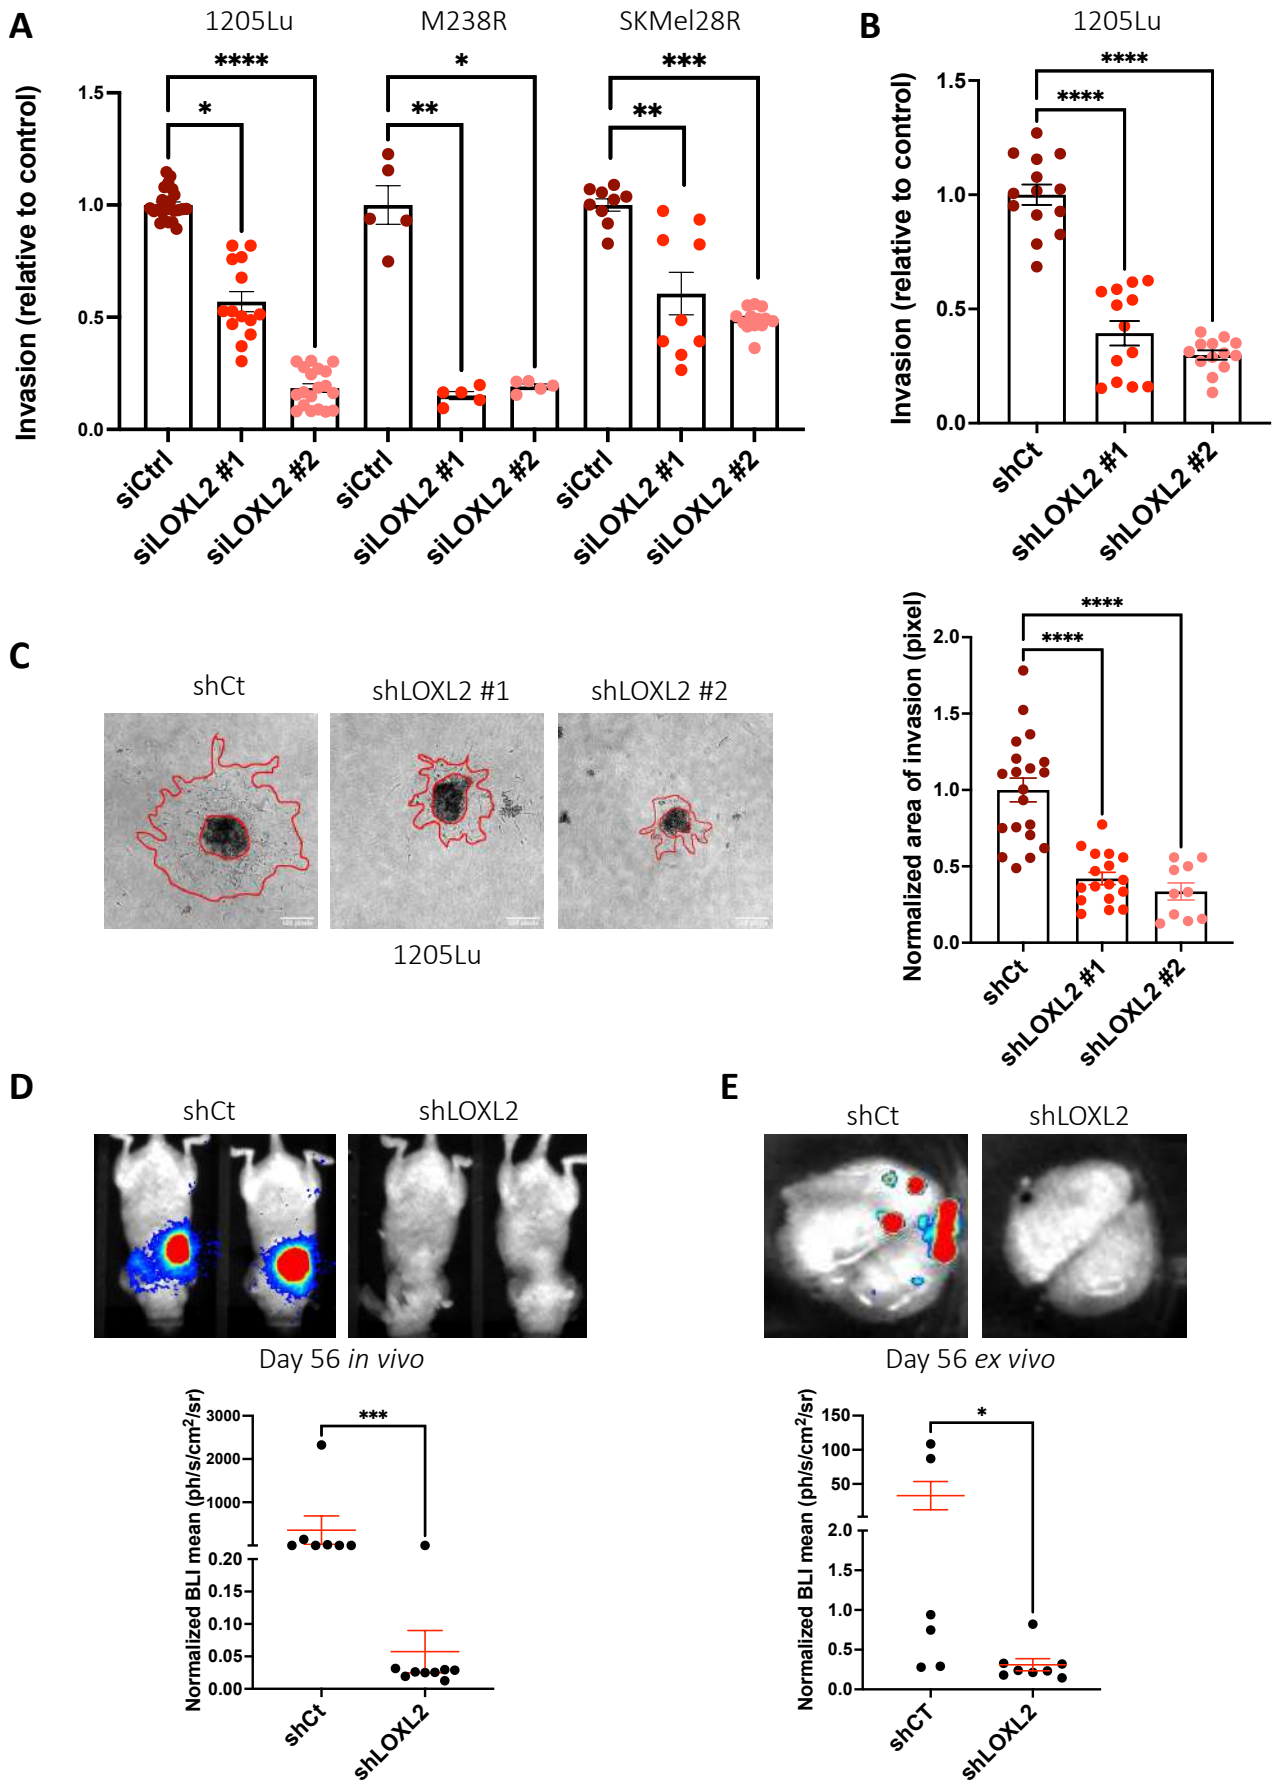 A
1205Lu
M238R
SKMel28R
Invasion (relative to control)
1.5
1.0
0.5
0.0
****
*
*
**
***
**
siCtrl
siLOXL2 #1
siLOXL2 #2
siCtrl
siLOXL2 #1
siLOXL2 #2
siCtrl
siLOXL2 #1
siLOXL2 #2
B
1205Lu
Invasion (relative to control)
1.5
1.0
0.5
0.0
****
****
shCt
shLOXL2 #1
shLOXL2 #2
C
shCt
shLOXL2 #1
shLOXL2 #2
1205Lu
Normalized area of invasion (pixel)
2.0
1.5
1.0
0.5
0.0
****
****
shCt
shLOXL2 #1
shLOXL2 #2
D
shCt
shLOXL2
Day 56 in vivo
Normalized BLI mean (ph/s/cm²/sr)
3000
2000
1000
0.20
0.15
0.10
0.05
0.00
***
shCt
shLOXL2
E
shCt
shLOXL2
Day 56 ex vivo
Normalized BLI mean (ph/s/cm²/sr)
150
100
50
2.0
1.5
1.0
0.5
0.0
*
shCT
shLOXL2